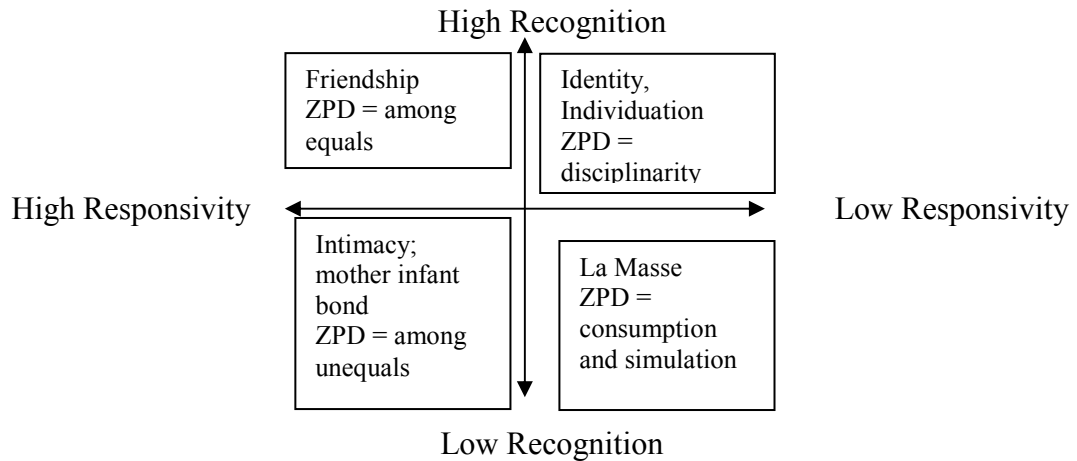 High Recognition
Friendship
ZPD = among
equals
Identity,
Individuation
ZPD =
disciplinarity
High Responsivity
Low Responsivity
Intimacy;
mother infant
bond
ZPD = among
unequals
La Masse
ZPD =
consumption
and simulation
Low Recognition